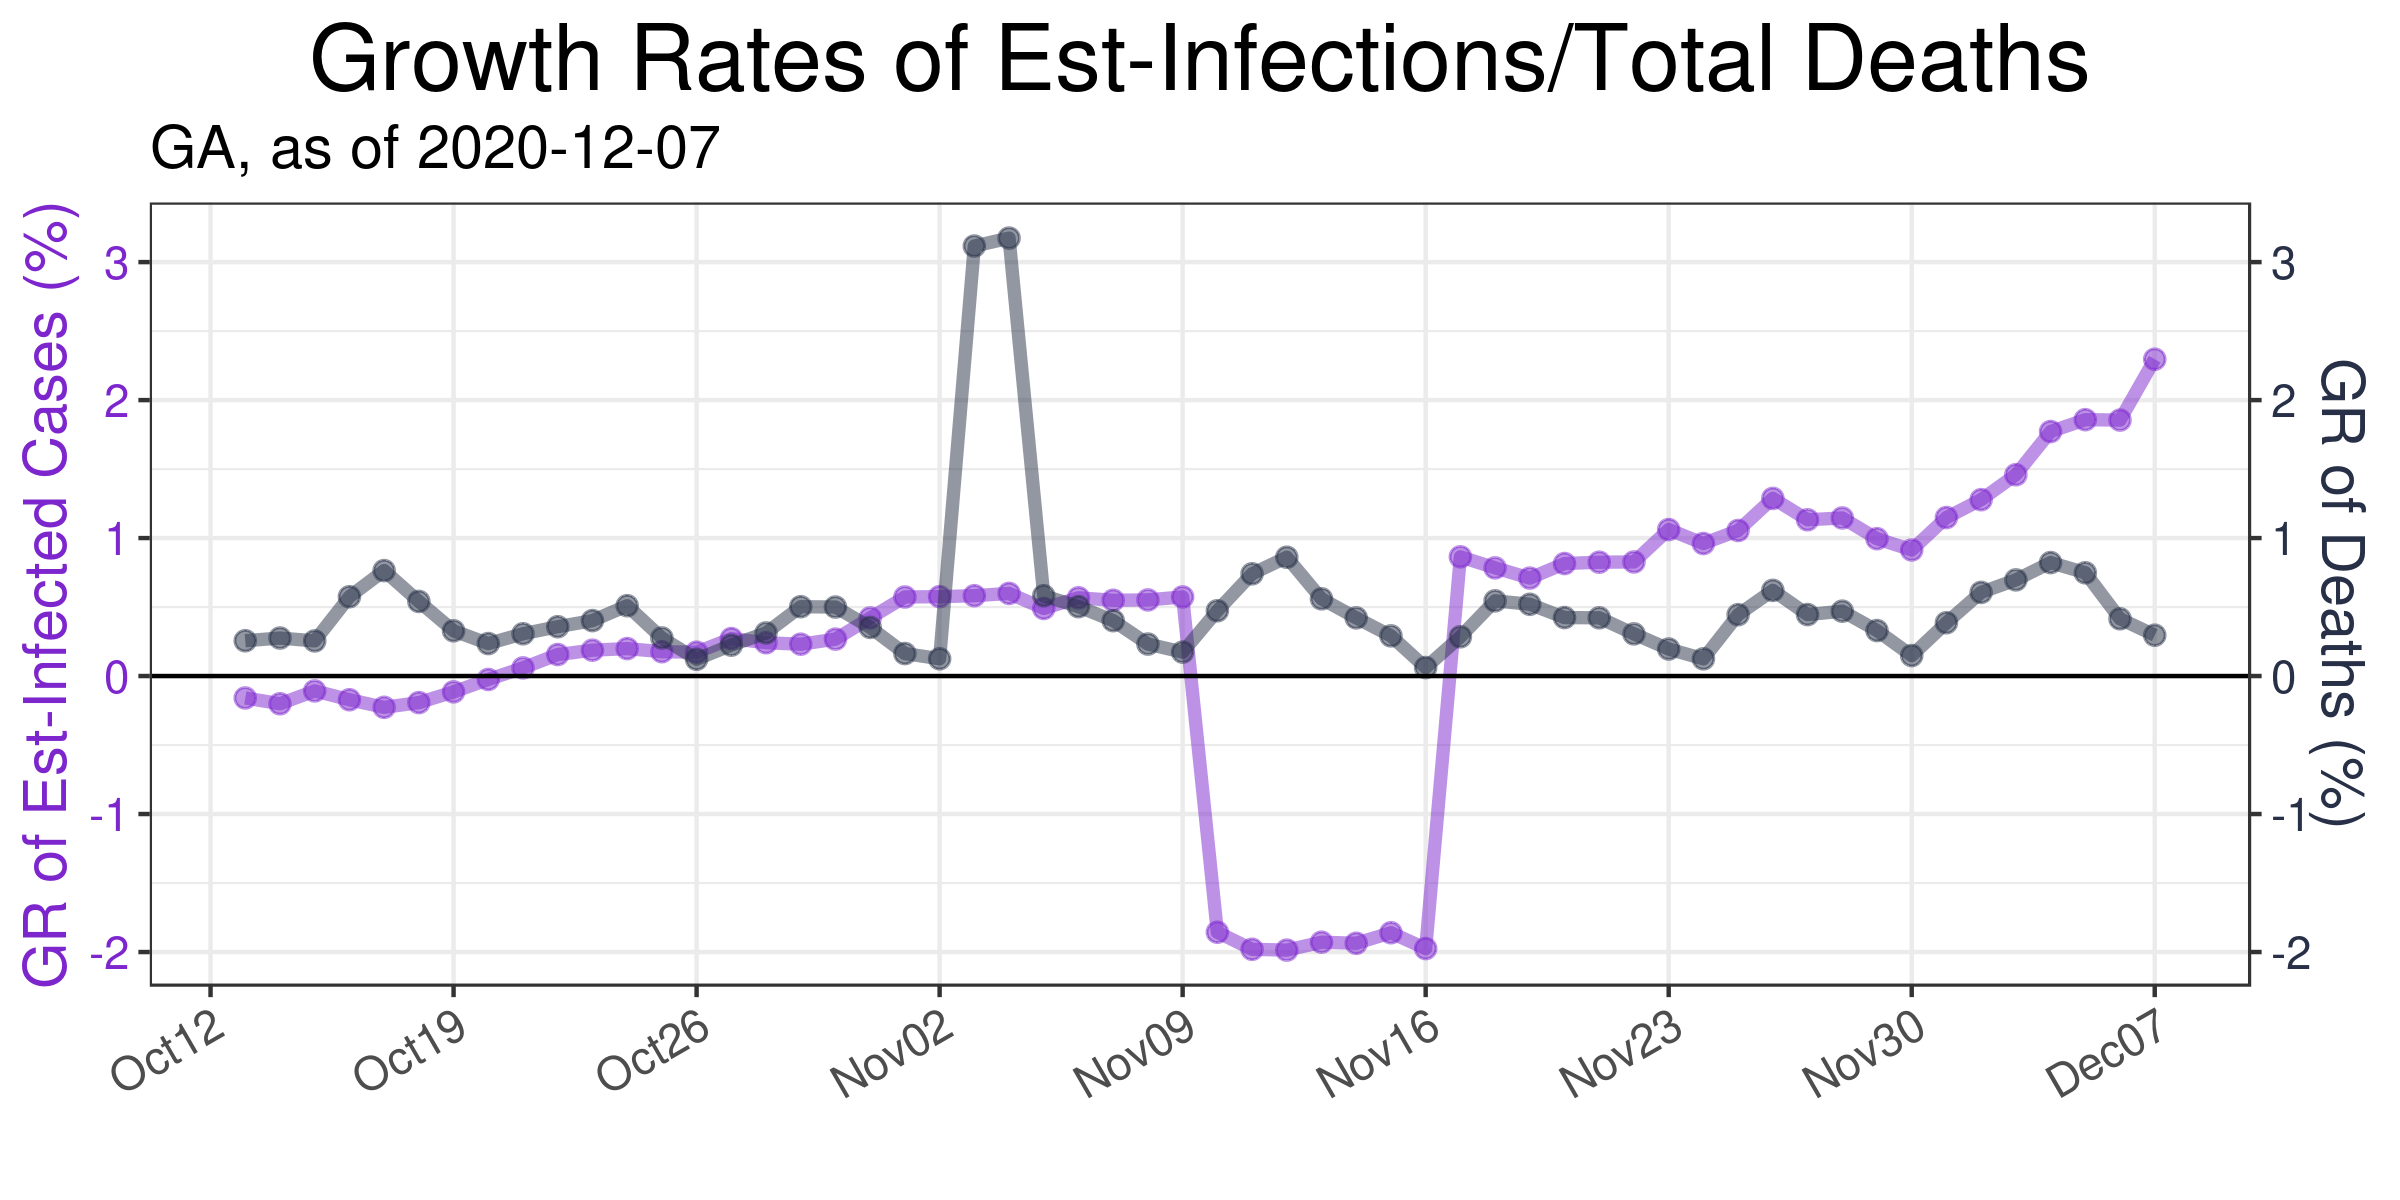 Growth Rates of Est-Infections/Total Deaths
GA, as of 2020-12-07
GR of Est-Infected Cases (%)
3
2
1
0
-1
-2
3
2
1
0
-1
-2
GR of Deaths (%)
Oct12
Oct19
Oct26
Nov02
Nov09
Nov16
Nov23
Nov30
Dec07